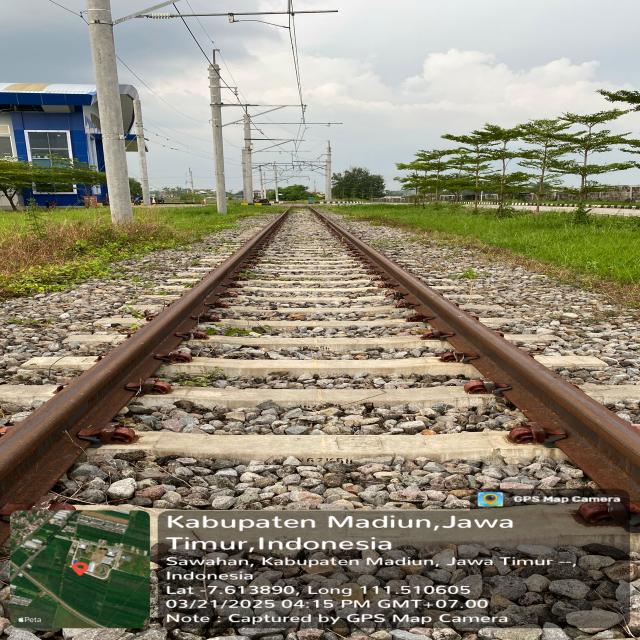 GPS Map Camera
Kabupaten Madiun,Jawa
Timur,Indonesia
Sawahan, Kabupaten Madiun, Jawa Timur --,
Indonesia
Lat -7.613890, Long 111.510605
03/21/2025 04:15 PM GMT+07.00
Note : Captured by GPS Map Camera
Peta